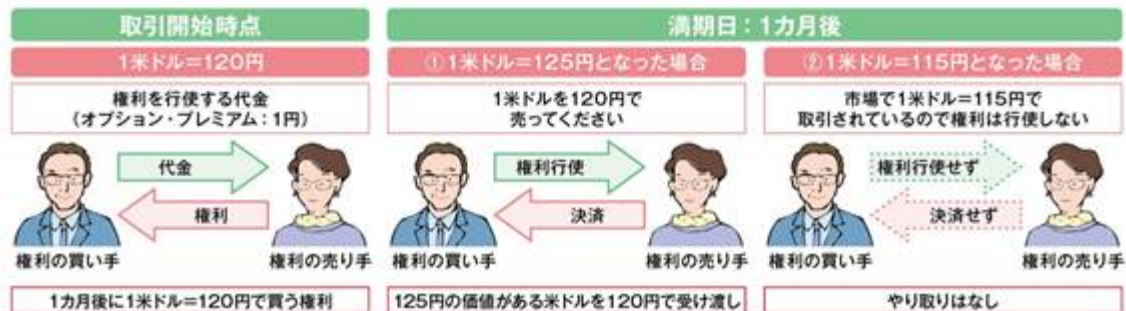 取引開始時点
満期日：1カ月後
1米ドル＝120円
①1米ドル＝125円となった場合
②1米ドル＝115円となった場合
権利を行使する代金
（オプション・プレミアム：1円）
1米ドルを120円で
売ってください
市場で1米ドル＝115円で
取引されているので権利は行使しない
代金
権利
権利の買い手
権利の売り手
権利行使
決済
権利の買い手
権利の売り手
権利行使せず
決済せず
権利の買い手
権利の売り手
1カ月後に1米ドル＝120円で買う権利
125円の価値がある米ドルを120円で受け渡し
やり取りはなし